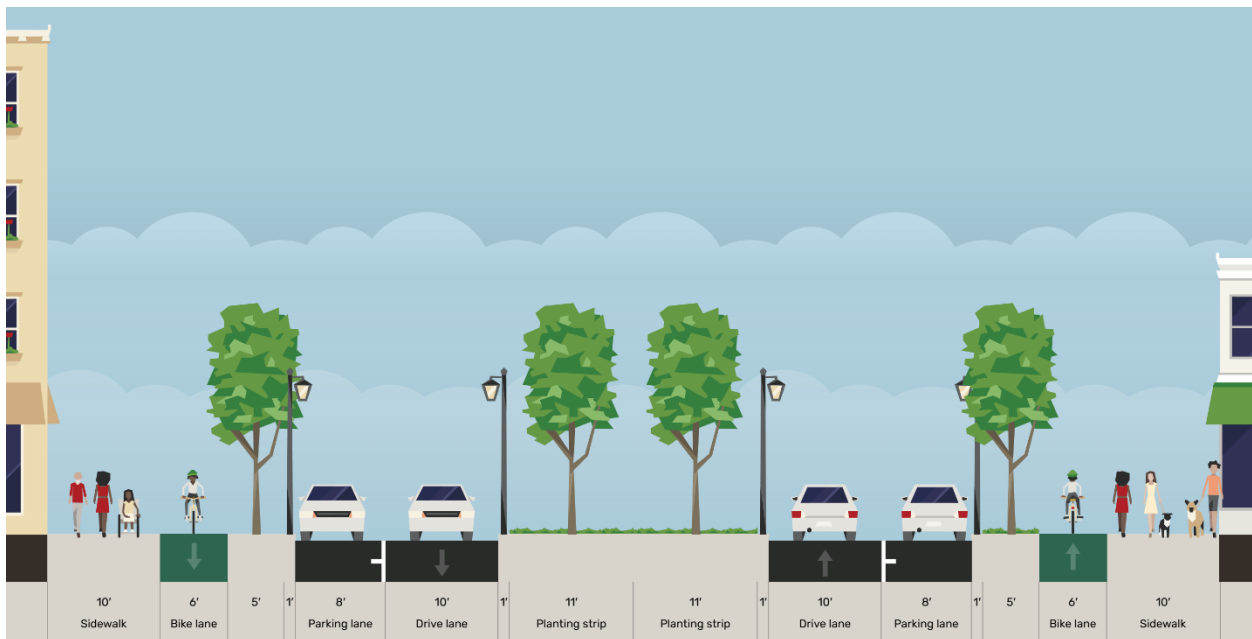 10' 6' 5' 1' 8' 10' 1' 11' 11' 1' 10' 8' 1' 5' 6' 10'
Sidewalk Bike lane Parking lane Drive lane Planting strip Planting strip Drive lane Parking lane Bike lane Sidewalk